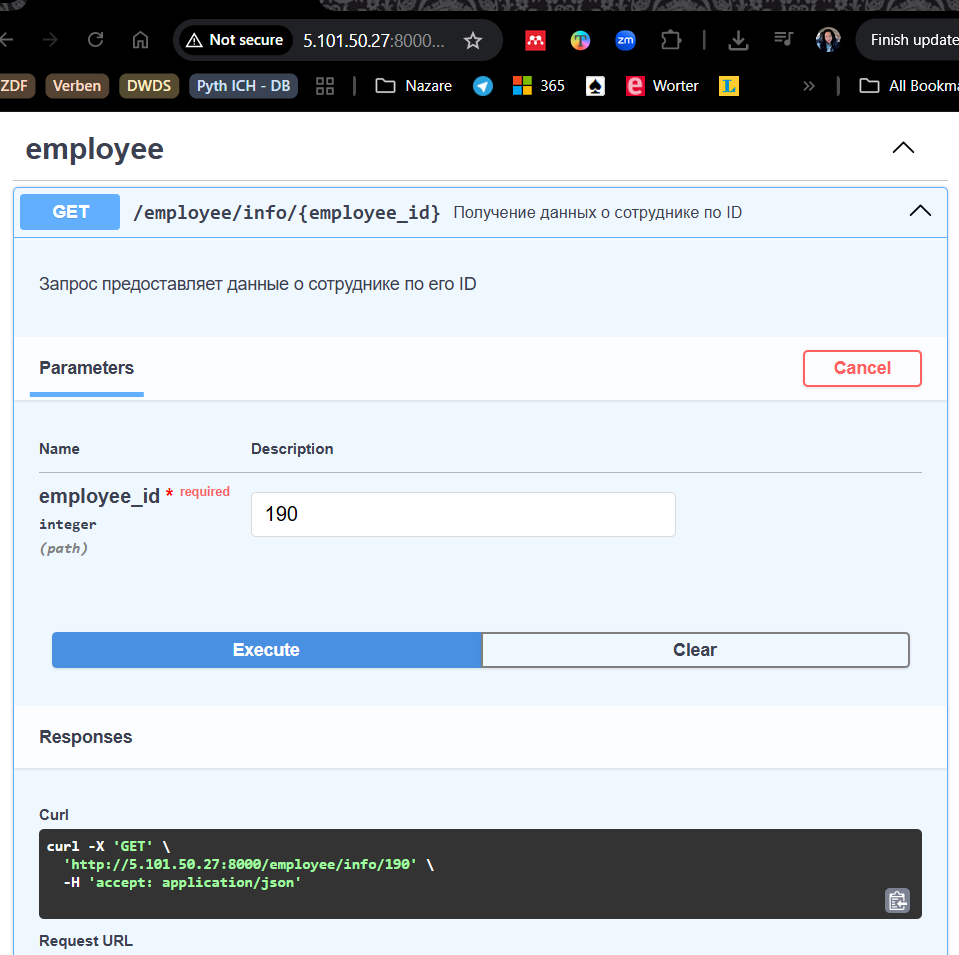 Not secure 5.101.50.27:8000... zm Finish update
ZDF Verben DWDS Pyth ICH - DB Nazare 365 e Worter L » All Bookma
employee
GET /employee/info/{employee_id} Получение данных о сотруднике по ID
Запрос предоставляет данные о сотруднике по его ID
Parameters Cancel
Name Description
employee_id * required 190
integer
(path)
Execute Clear
Responses
Curl
curl -X 'GET' \
'http://5.101.50.27:8000/employee/info/190' \
-H 'accept: application/json'
Request URL